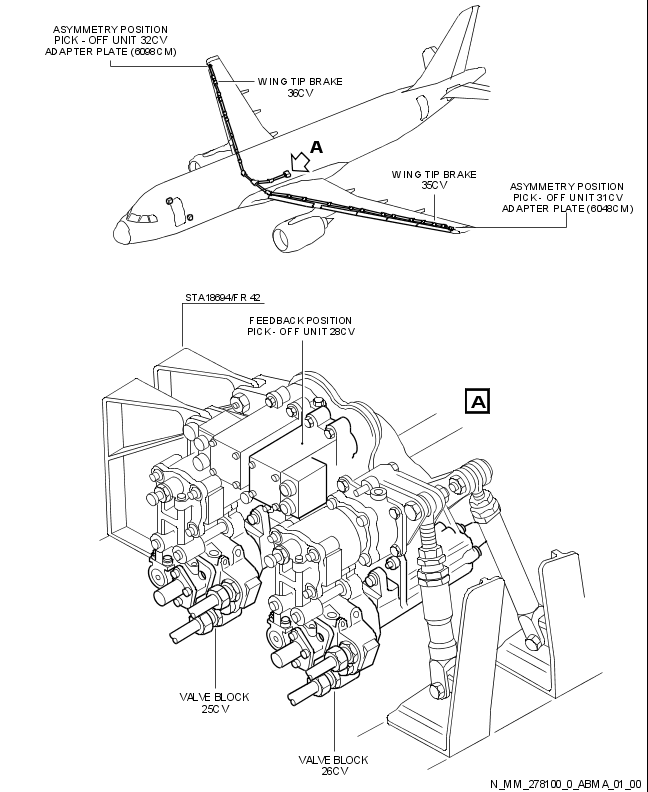 ASYMMETRY POSITION
PICK - OFF UNIT 32CV
ADAPTER PLATE (6098CM)
WING TIP BRAKE
36CV
A
WING TIP BRAKE
35CV
ASYMMETRY POSITION
PICK - OFF UNIT 31CV
ADAPTER PLATE (6048CM)
STA18694/FR 42
FEEDBACK POSITION
PICK - OFF UNIT 28CV
A
VALVE BLOCK
25CV
VALVE BLOCK
26CV
N_MM_278100_0_ABMA_01_00